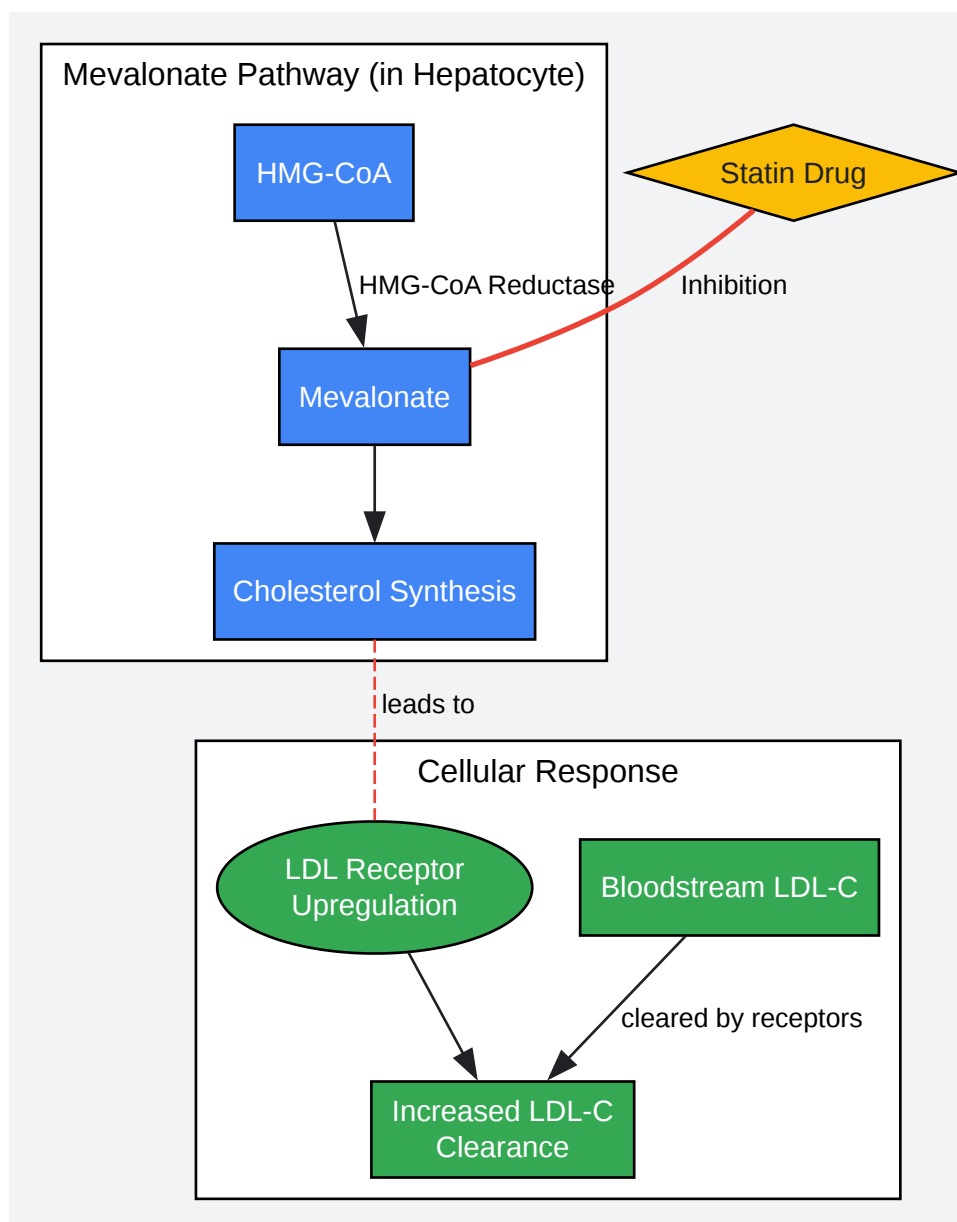 Mevalonate Pathway (in Hepatocyte)
HMG-CoA
Statin Drug
HMG-CoA Reductase
Inhibition
Mevalonate
Cholesterol Synthesis
leads to
Cellular Response
LDL Receptor
Upregulation
Bloodstream LDL-C
cleared by receptors
Increased LDL-C
Clearance